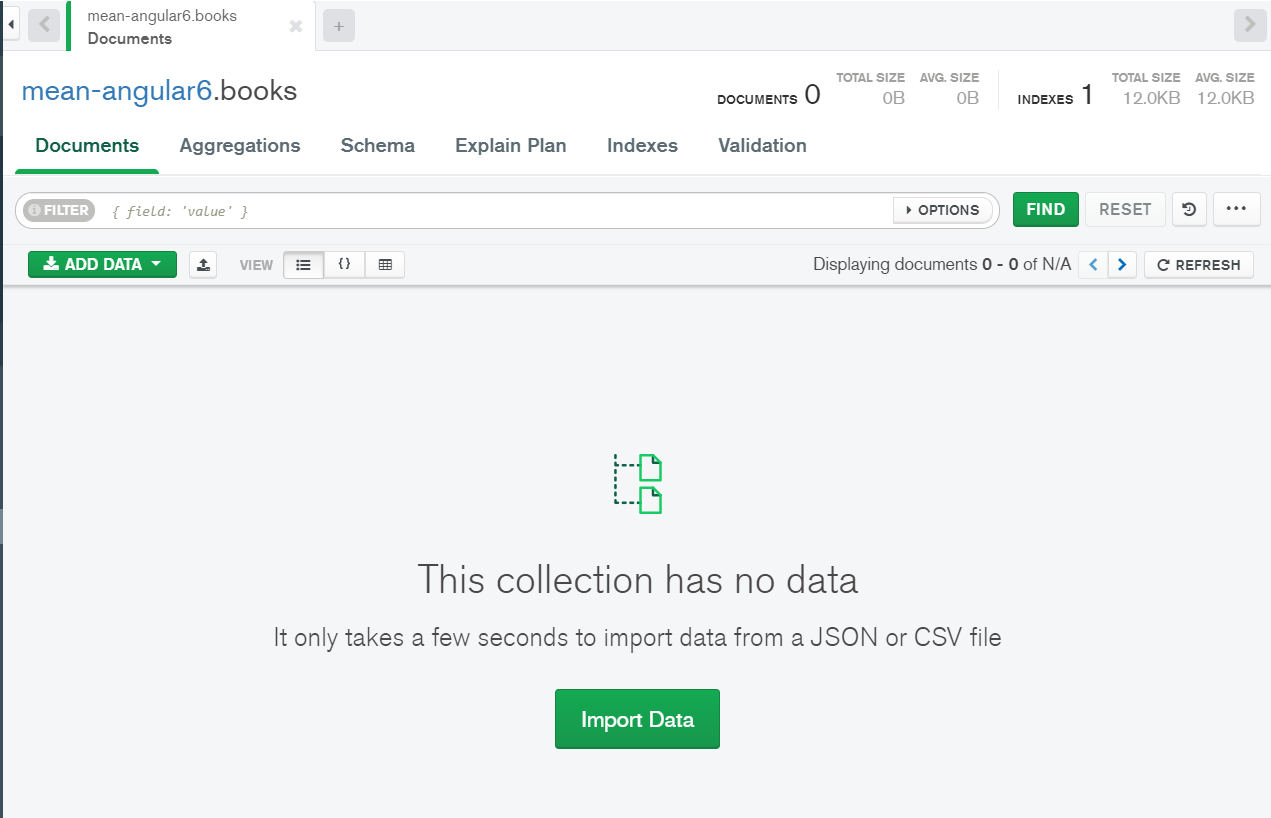 mean-angular6.books
Documents
mean-angular6.books
DOCUMENTS 0
TOTAL SIZE
0B
AVG. SIZE
0B
INDEXES 1
TOTAL SIZE
12.0KB
AVG. SIZE
12.0KB
Documents Aggregations Schema Explain Plan Indexes Validation
FILTER { field: 'value' } OPTIONS FIND RESET ...
ADD DATA VIEW {} Displaying documents 0 - 0 of N/A < > REFRESH
This collection has no data
It only takes a few seconds to import data from a JSON or CSV file
Import Data